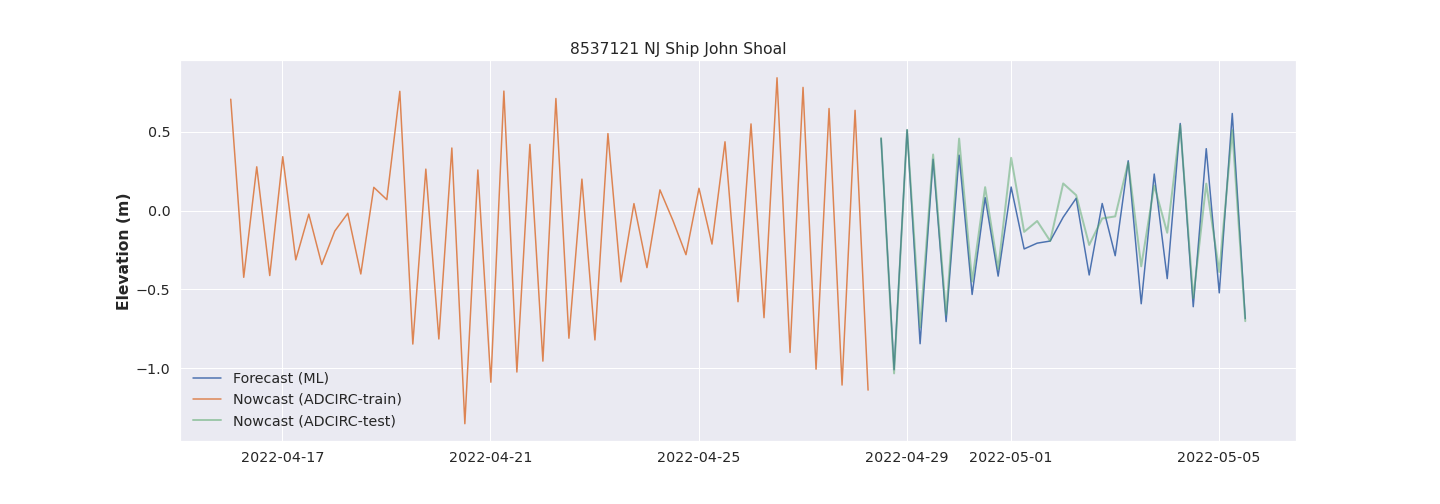 8537121 NJ Ship John Shoal
Elevation (m)
0.5
0.0
−0.5
−1.0
Forecast (ML)
Nowcast (ADCIRC-train)
Nowcast (ADCIRC-test)
2022-04-17 2022-04-21 2022-04-25 2022-04-29 2022-05-01 2022-05-05